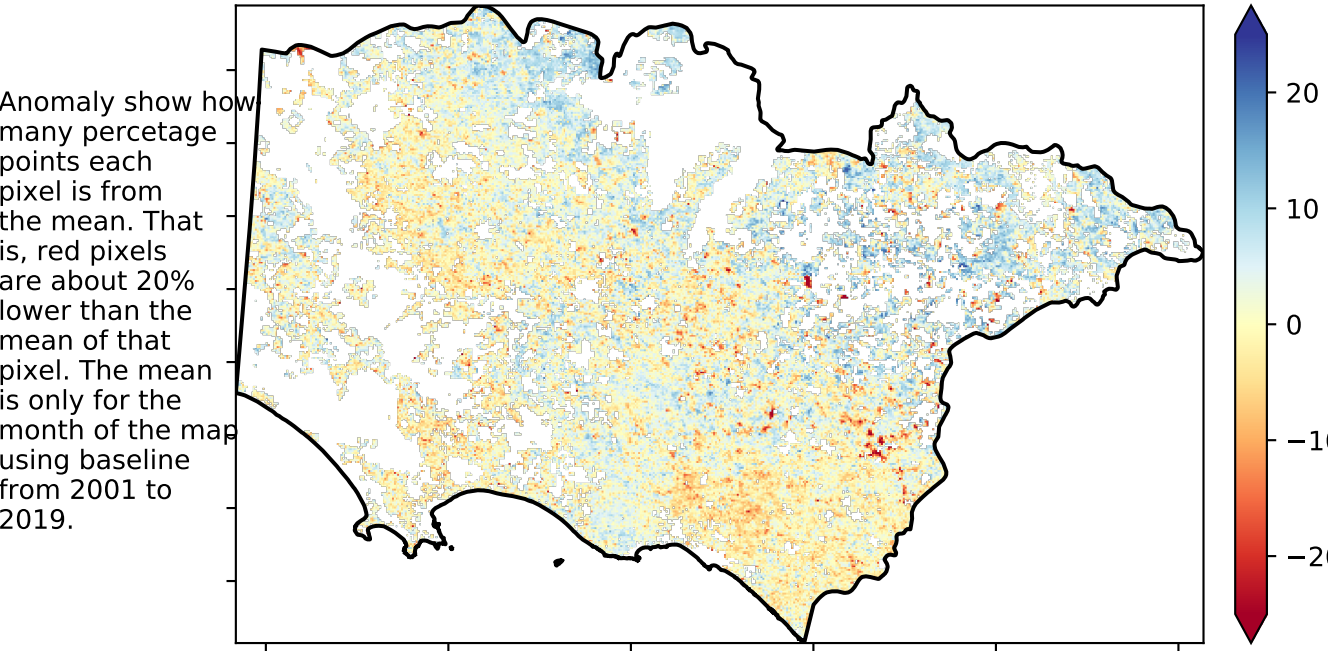 Anomaly show how
many percetage
points each
pixel is from
the mean. That
is, red pixels
are about 20%
lower than the
mean of that
pixel. The mean
is only for the
month of the map
using baseline
from 2001 to
2019.
20
10
0
−10
−20